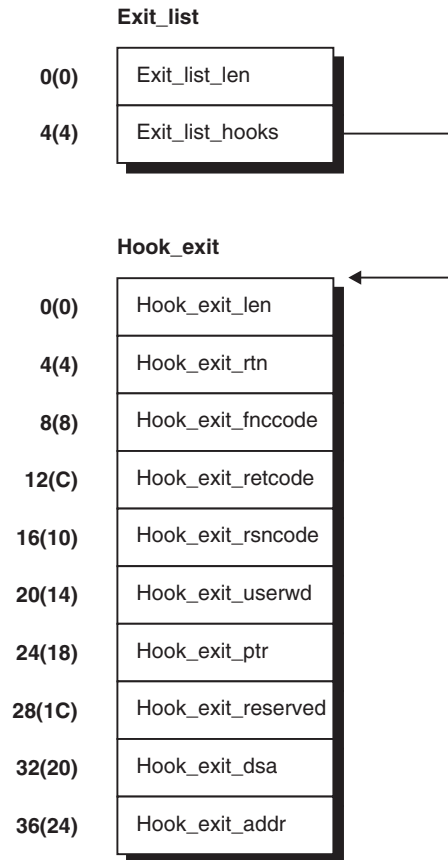 Exit_list
0(0) Exit_list_len
4(4) Exit_list_hooks
Hook_exit
0(0) Hook_exit_len
4(4) Hook_exit_rtn
8(8) Hook_exit_fnccode
12(C) Hook_exit_retcode
16(10) Hook_exit_rsncode
20(14) Hook_exit_userwd
24(18) Hook_exit_ptr
28(1C) Hook_exit_reserved
32(20) Hook_exit_dsa
36(24) Hook_exit_addr